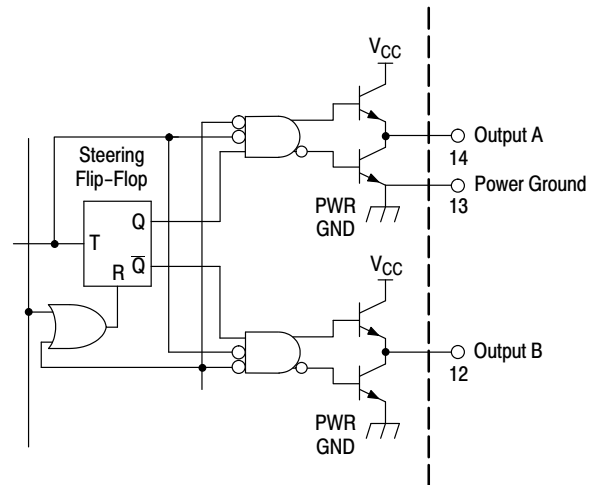 VCC
Output A
14
Steering
Flip-Flop
Power Ground
13
PWR
GND
Q
T
R
Q̅
VCC
Output B
12
PWR
GND